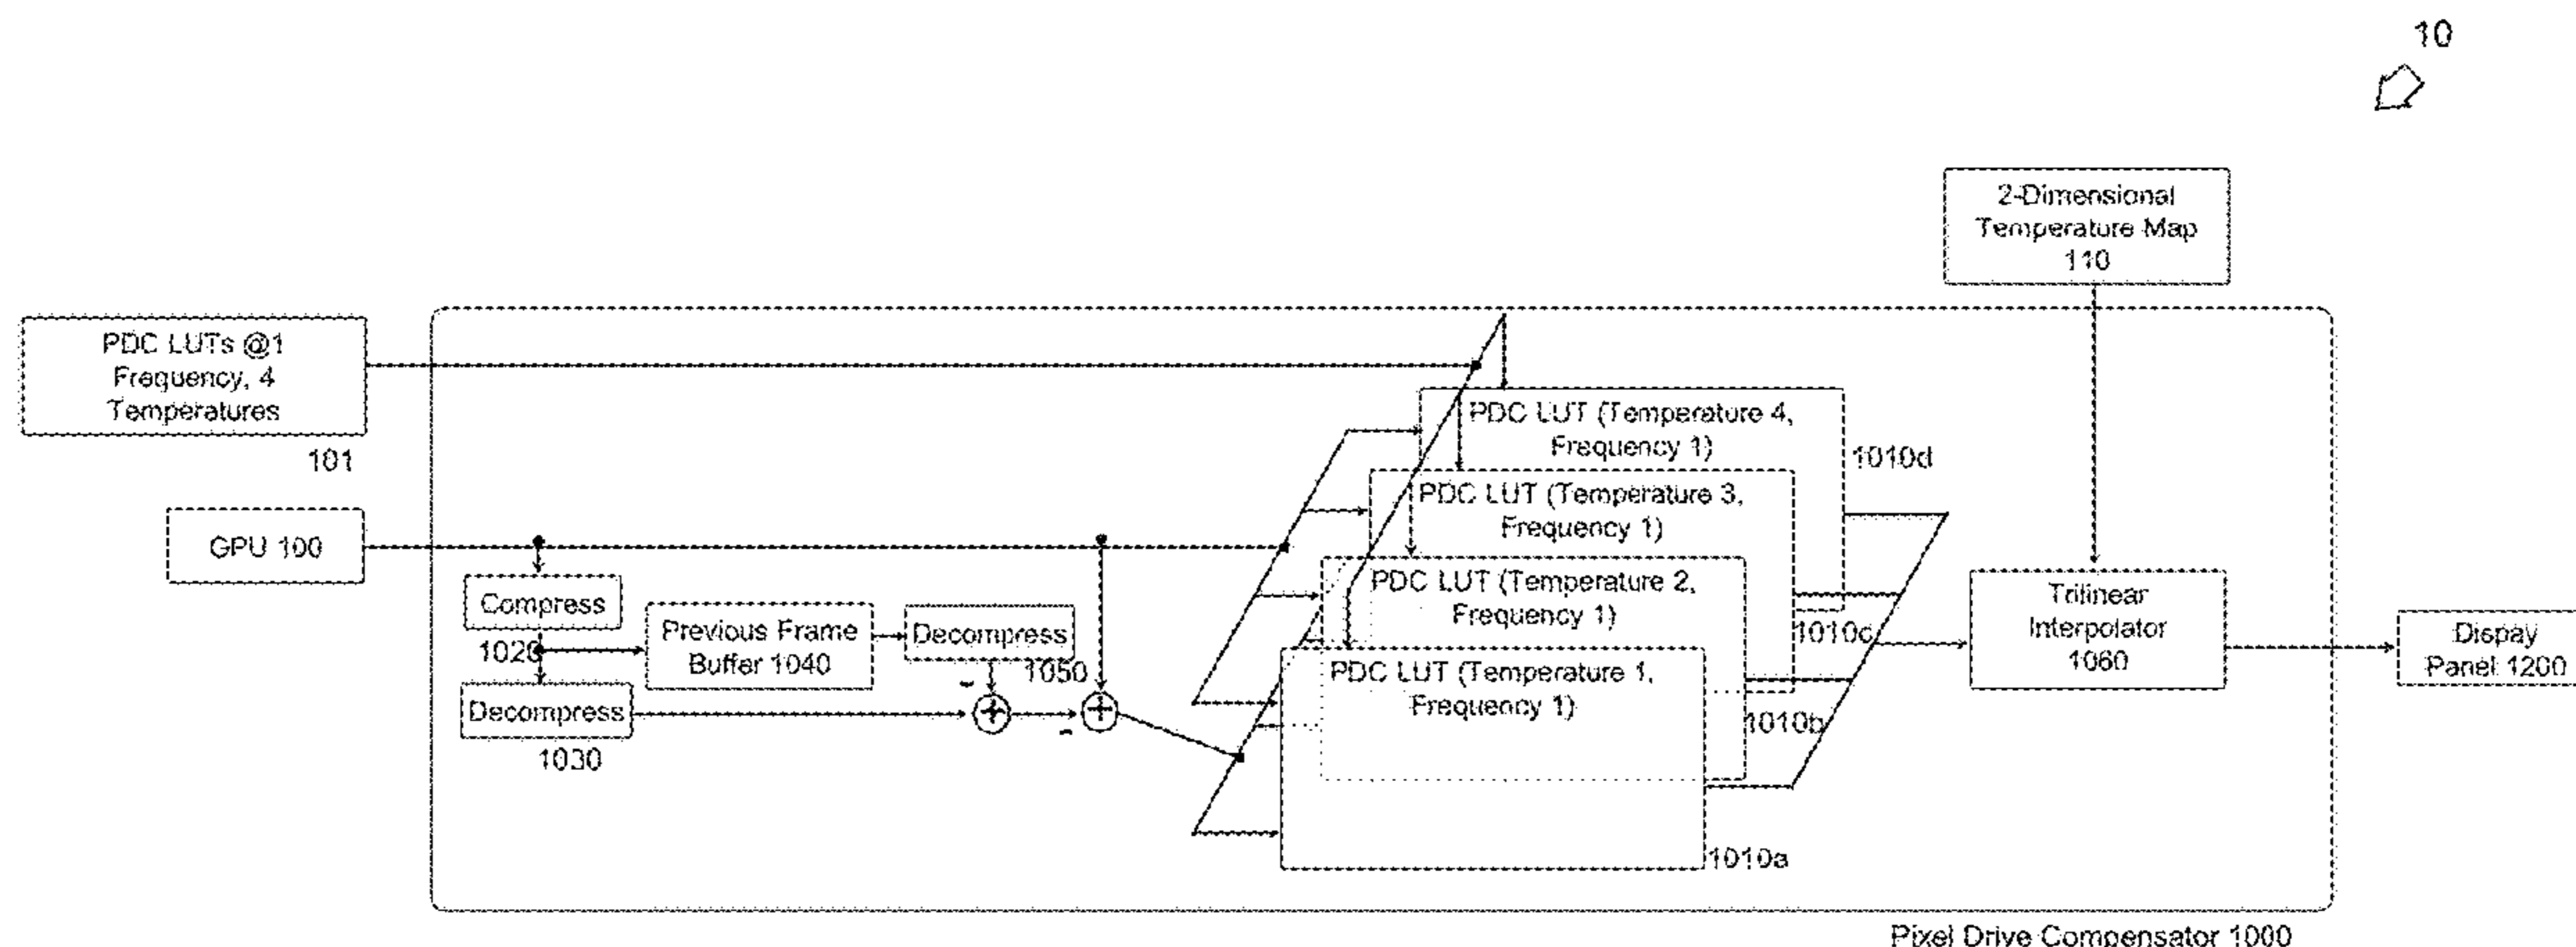 10
2-Dimensional
Temperature Map
110
PDC LUTs @1
Frequency, 4
Temperatures
101
PDC LUT (Temperature 4,
Frequency 1)
1010d
PDC LUT (Temperature 3,
Frequency 1)
1010c
GPU 100
PDC LUT (Temperature 2,
Frequency 1)
1010b
Compress
1020
Previous Frame
Buffer 1040
Decompress
1050
-
Decompress
1030
-
PDC LUT (Temperature 1,
Frequency 1)
1010a
Trilinear
Interpolator
1060
Dispay
Panel 1200
Pixel Drive Compensator 1000